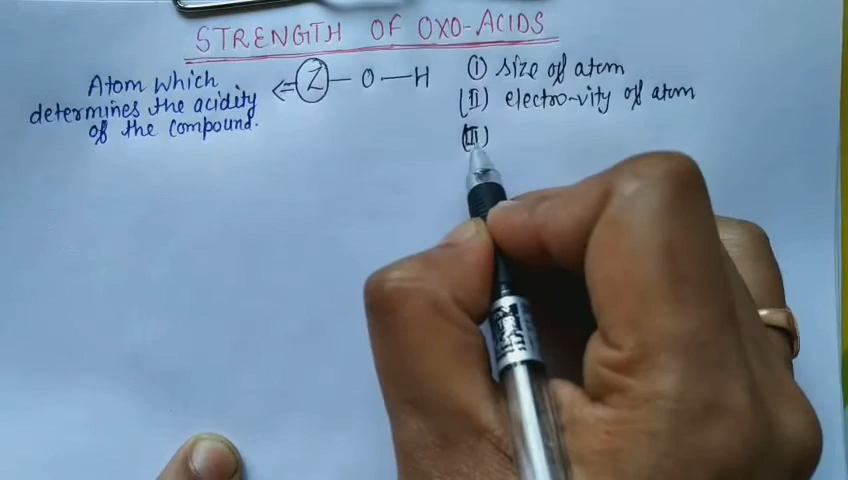 STRENGTH OF OXO-ACIDS
Atom which
determines the acidity
of the compound.
⇐ Z — O — H
(I) size of atom
(II) electro-vity of atom
(III)